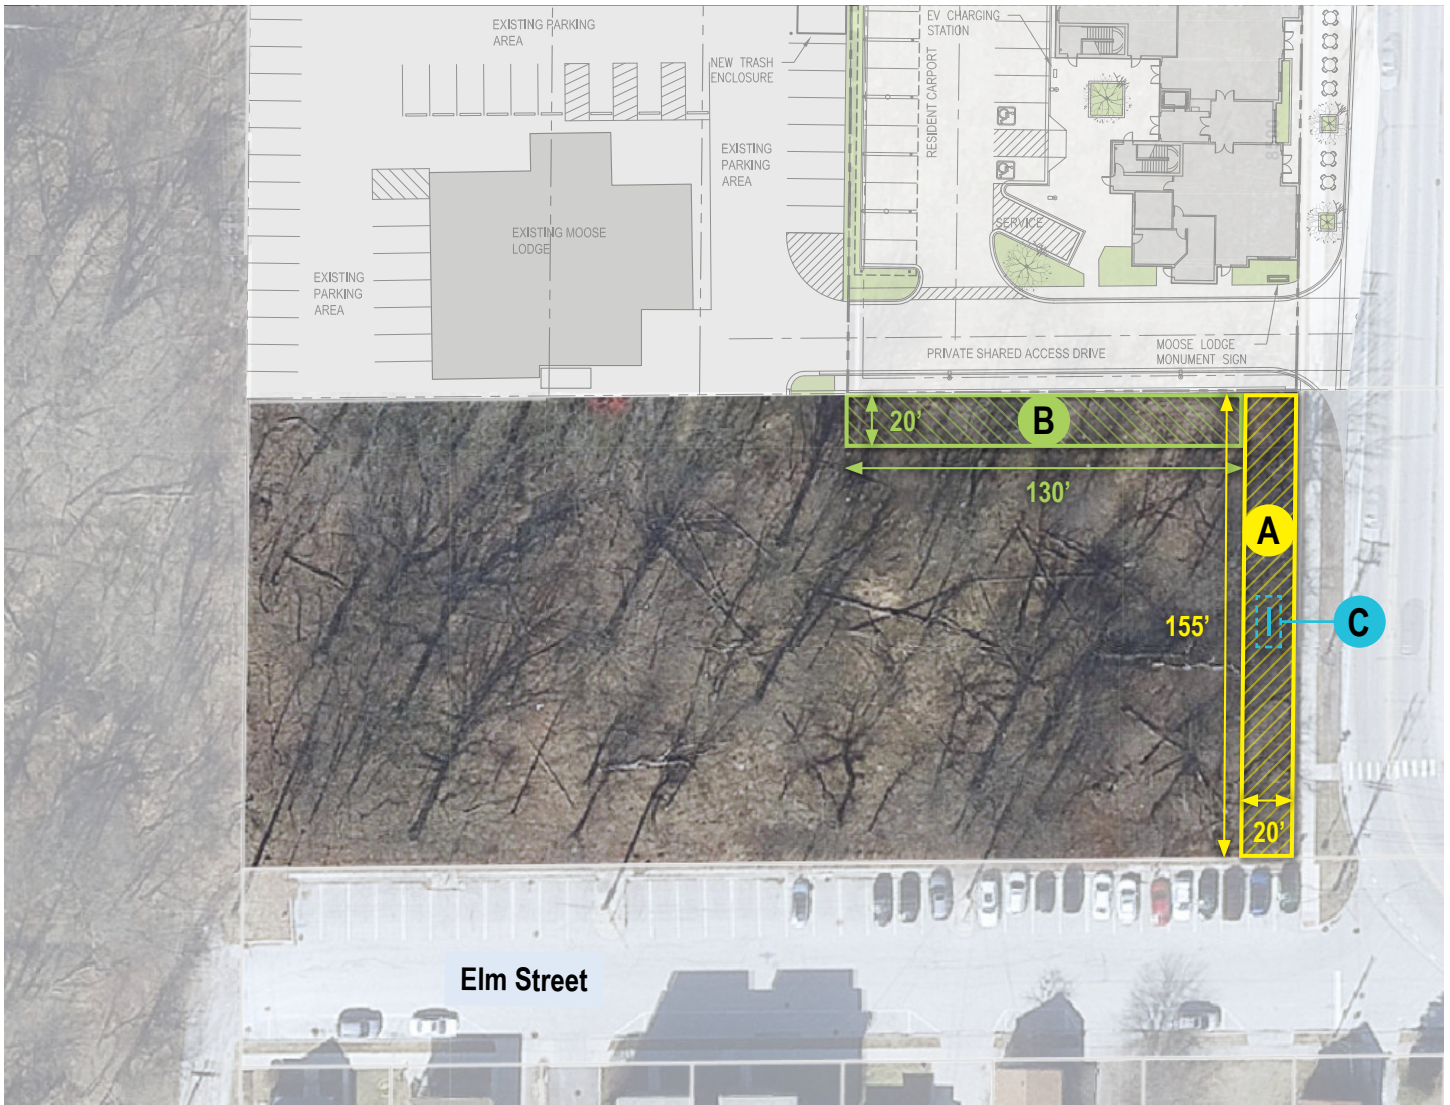 EXISTING PARKING
AREA
EV CHARGING
STATION
NEW TRASH
ENCLOSURE
RESIDENT CARPORT
EXISTING
PARKING
AREA
SERVICE
EXISTING MOOSE
LODGE
EXISTING
PARKING
AREA
PRIVATE SHARED ACCESS DRIVE
MOOSE LODGE
MONUMENT SIGN
20'
B
130'
A
155'
C
20'
Elm Street